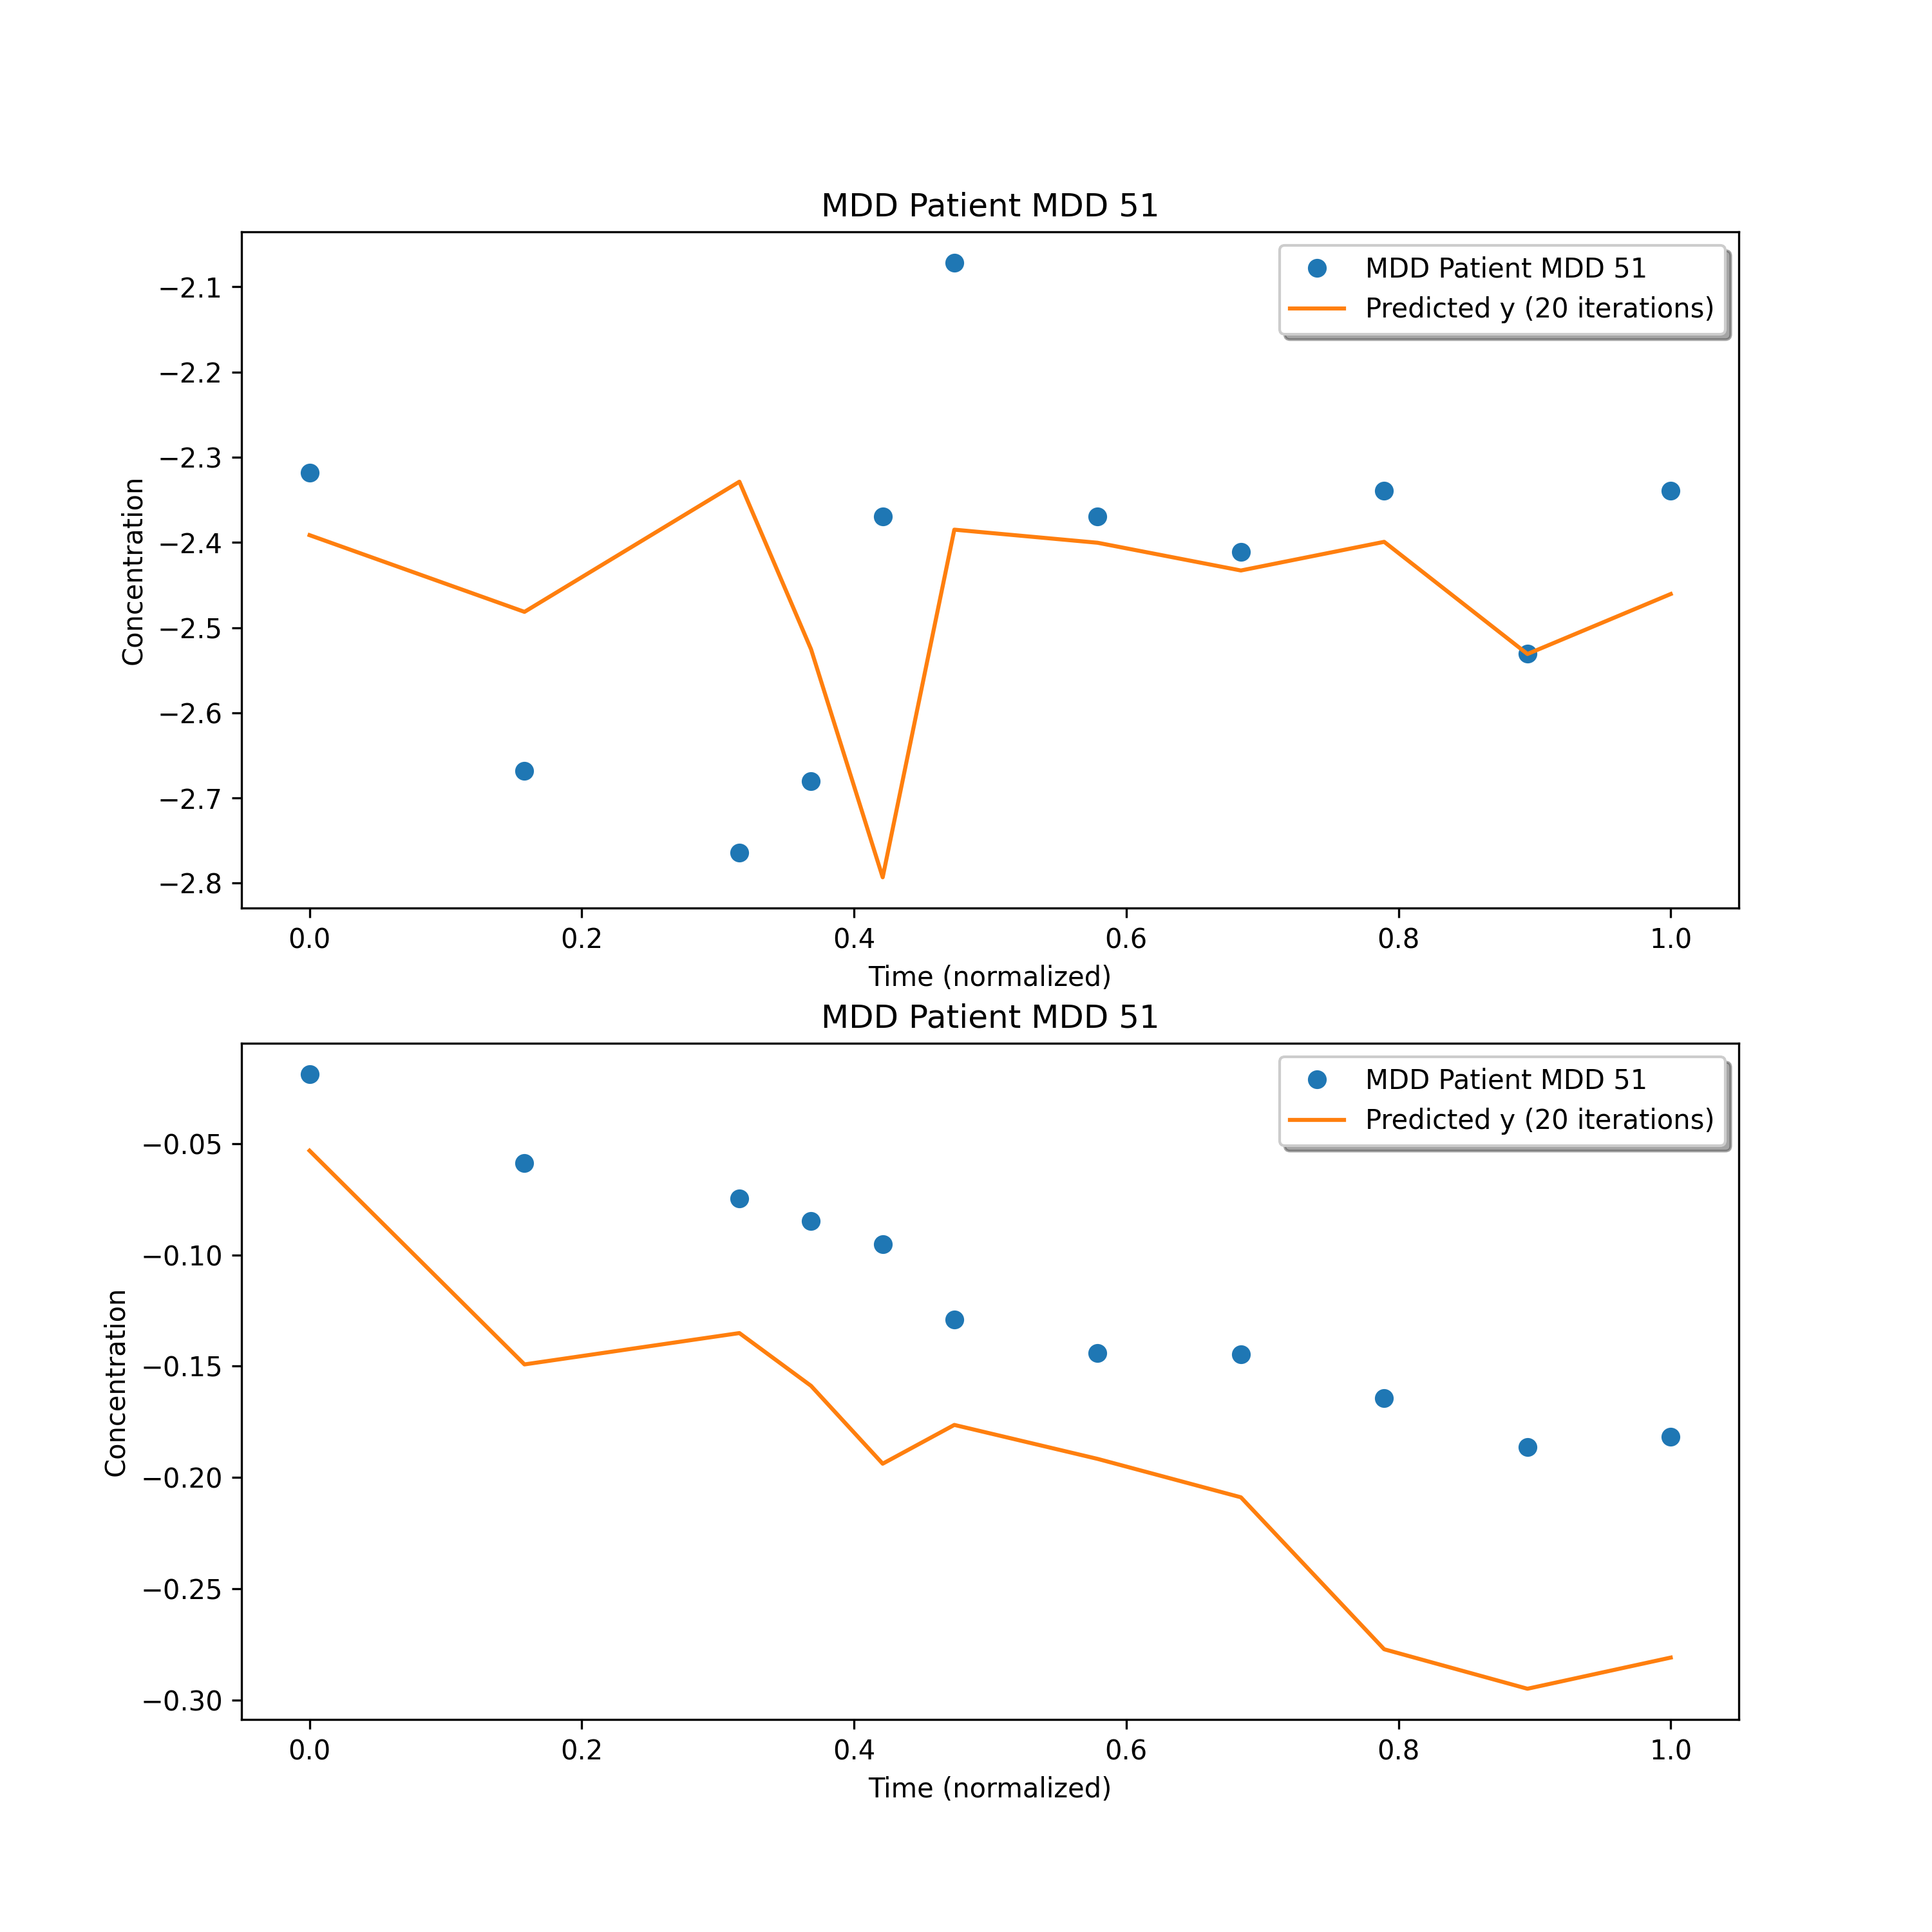 MDD Patient MDD 51
MDD Patient MDD 51
Predicted y (20 iterations)
Concentration
−2.1
−2.2
−2.3
−2.4
−2.5
−2.6
−2.7
−2.8
0.0 0.2 0.4 0.6 0.8 1.0
Time (normalized)
MDD Patient MDD 51
MDD Patient MDD 51
Predicted y (20 iterations)
Concentration
−0.05
−0.10
−0.15
−0.20
−0.25
−0.30
0.0 0.2 0.4 0.6 0.8 1.0
Time (normalized)